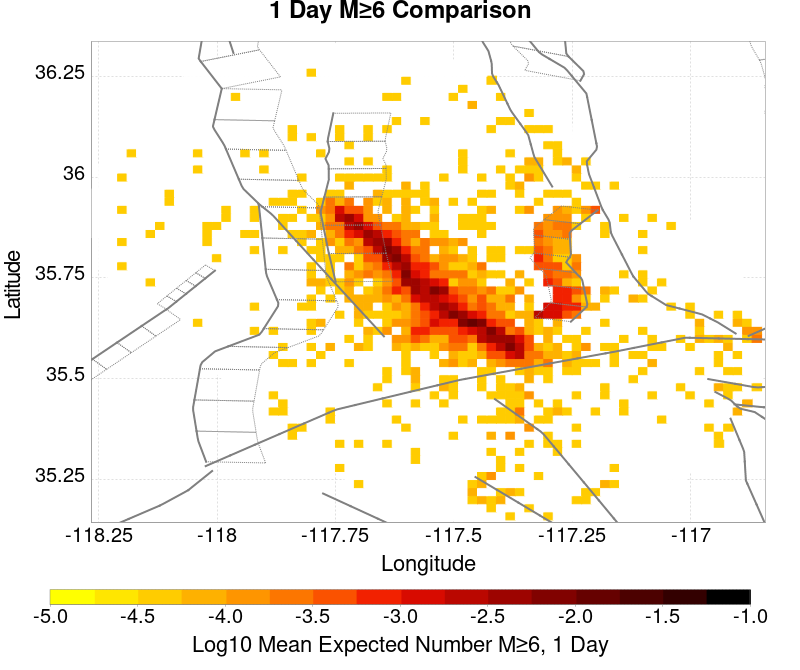 1 Day M≥6 Comparison
36.25
36
35.75
35.5
35.25
Latitude
-118.25 -118 -117.75 -117.5 -117.25 -117
Longitude
-5.0 -4.5 -4.0 -3.5 -3.0 -2.5 -2.0 -1.5 -1.0
Log10 Mean Expected Number M≥6, 1 Day